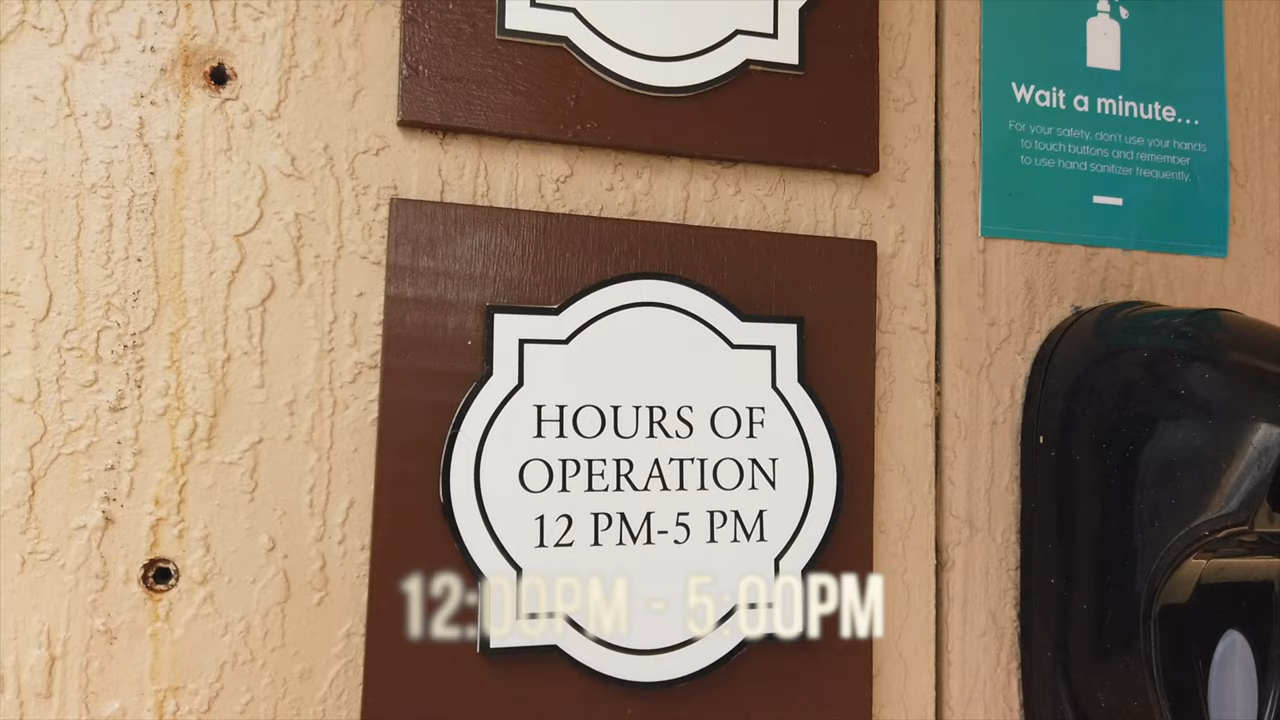 Wait a minute...
For your safety, don't use your hands
to touch buttons and remember
to use hand sanitizer frequently.
HOURS OF
OPERATION
12 PM-5 PM
12:00PM - 5:00PM